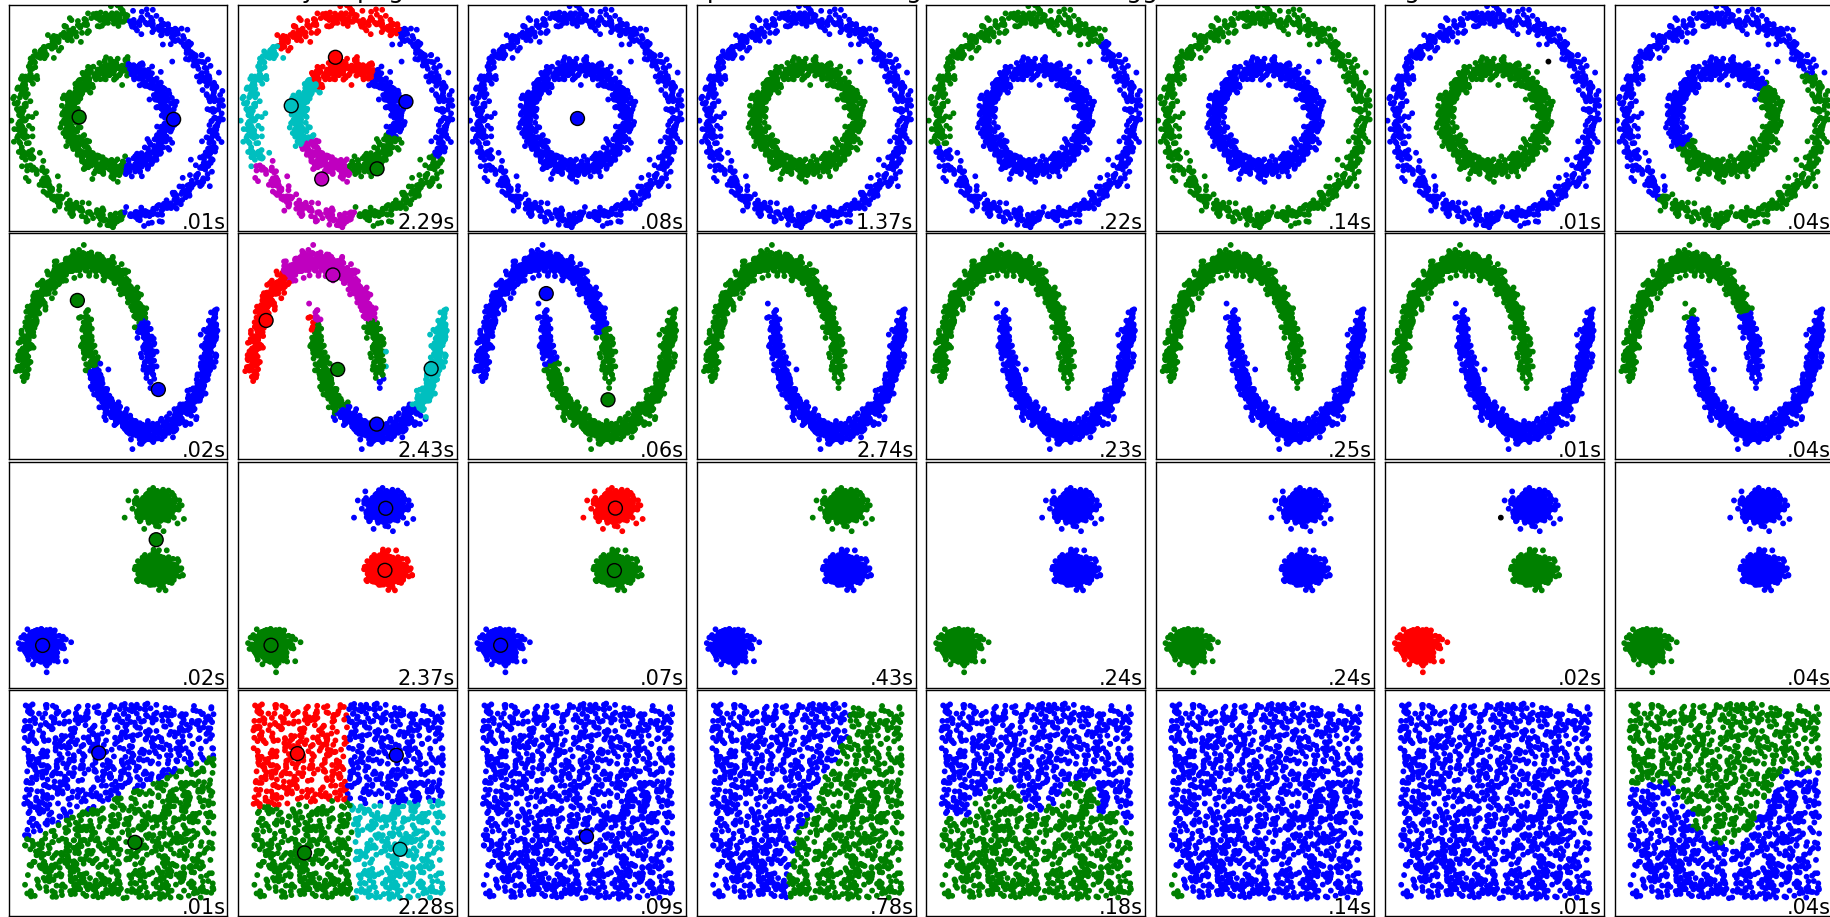 .01s 2.29s .08s 1.37s .22s .14s .01s .04s
.02s 2.43s .06s 2.74s .23s .25s .01s .04s
.02s 2.37s .07s .43s .24s .24s .02s .04s
.01s 2.28s .09s .78s .18s .14s .01s .04s